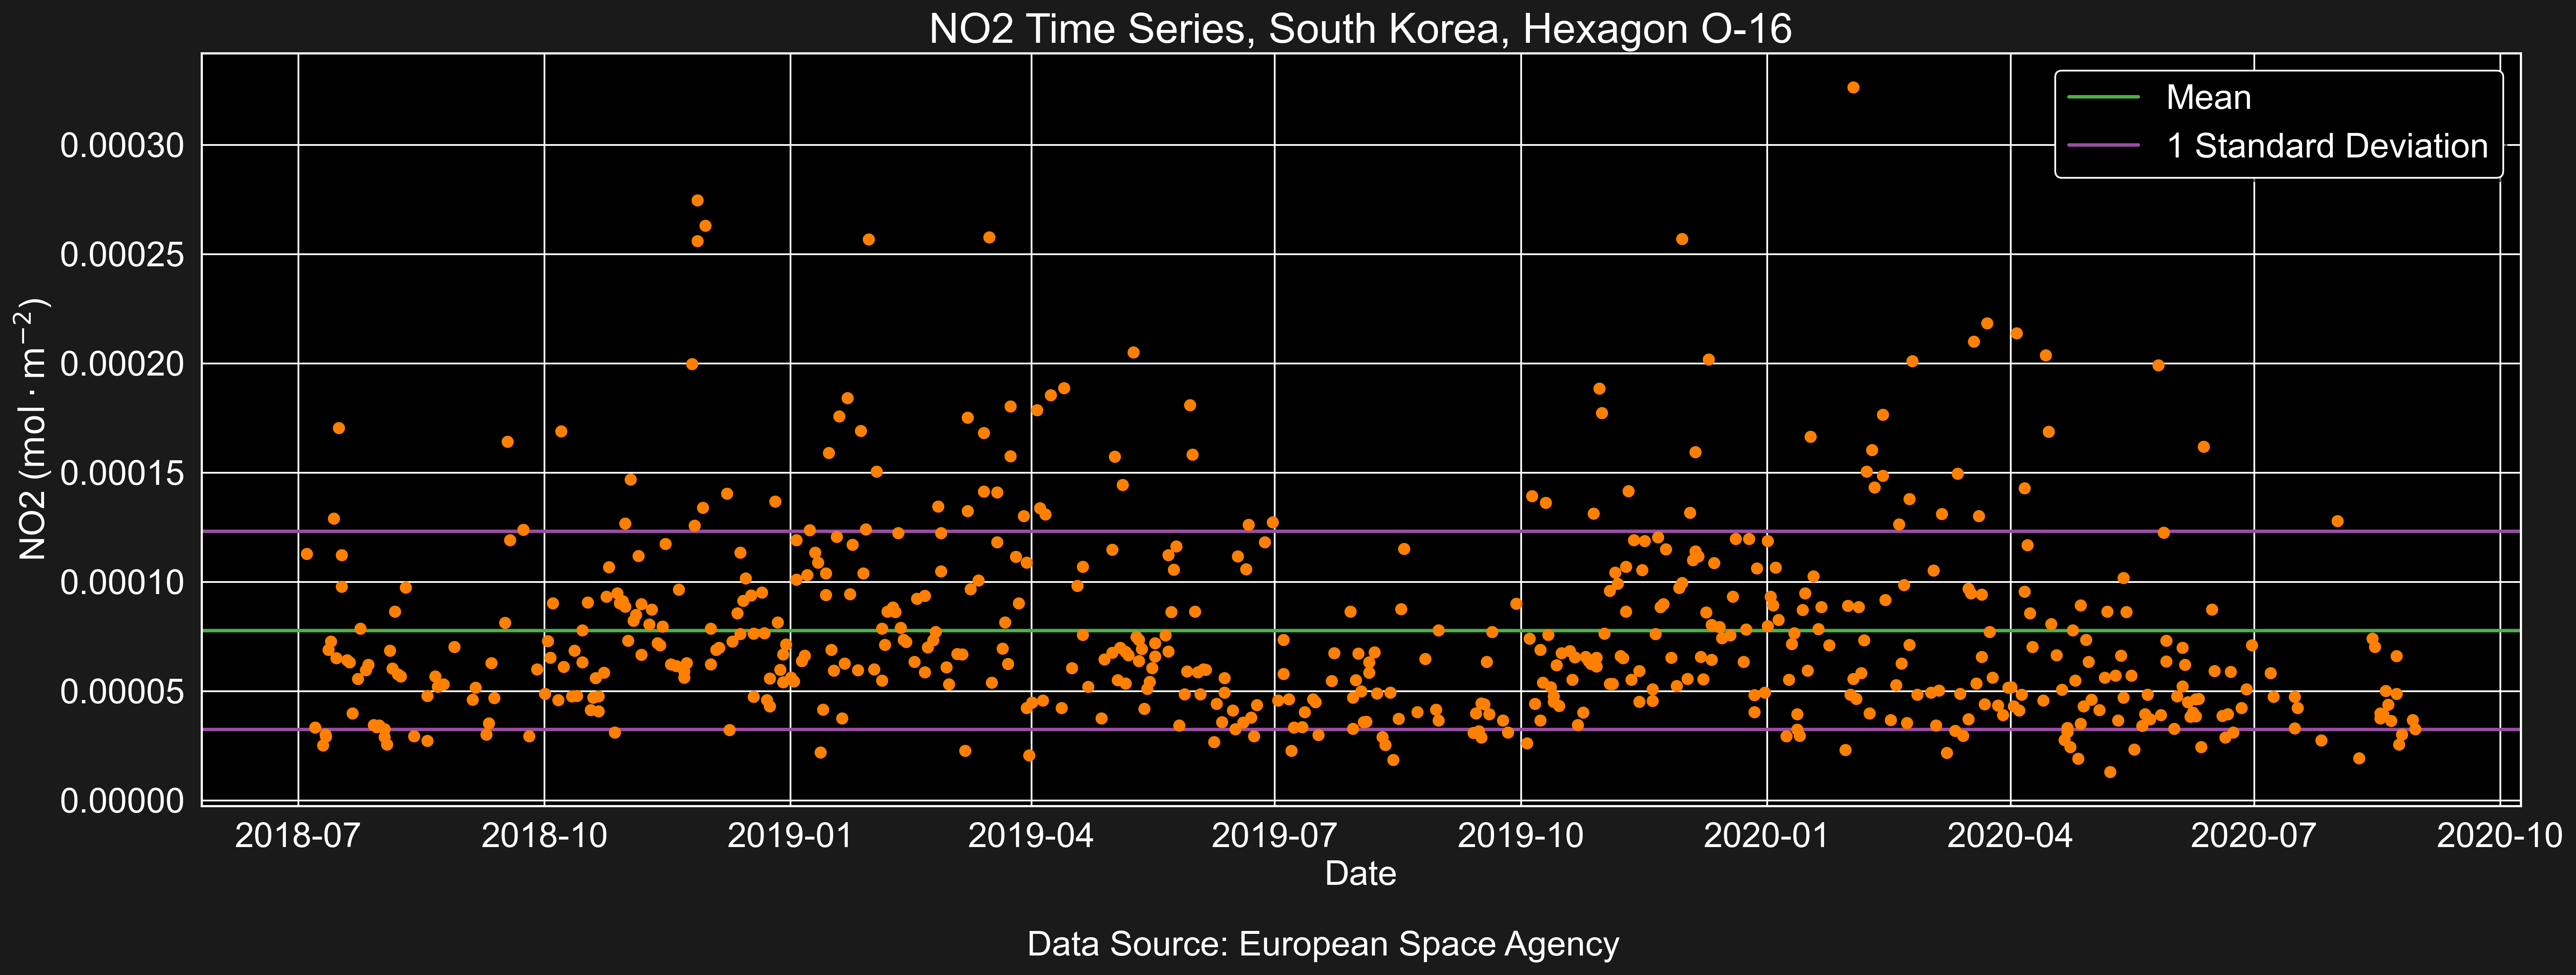 NO2 Time Series, South Korea, Hexagon O-16
Mean
1 Standard Deviation
NO2 (mol · m⁻²)
0.00030
0.00025
0.00020
0.00015
0.00010
0.00005
0.00000
2018-07 2018-10 2019-01 2019-04 2019-07 2019-10 2020-01 2020-04 2020-07 2020-10
Date
Data Source: European Space Agency